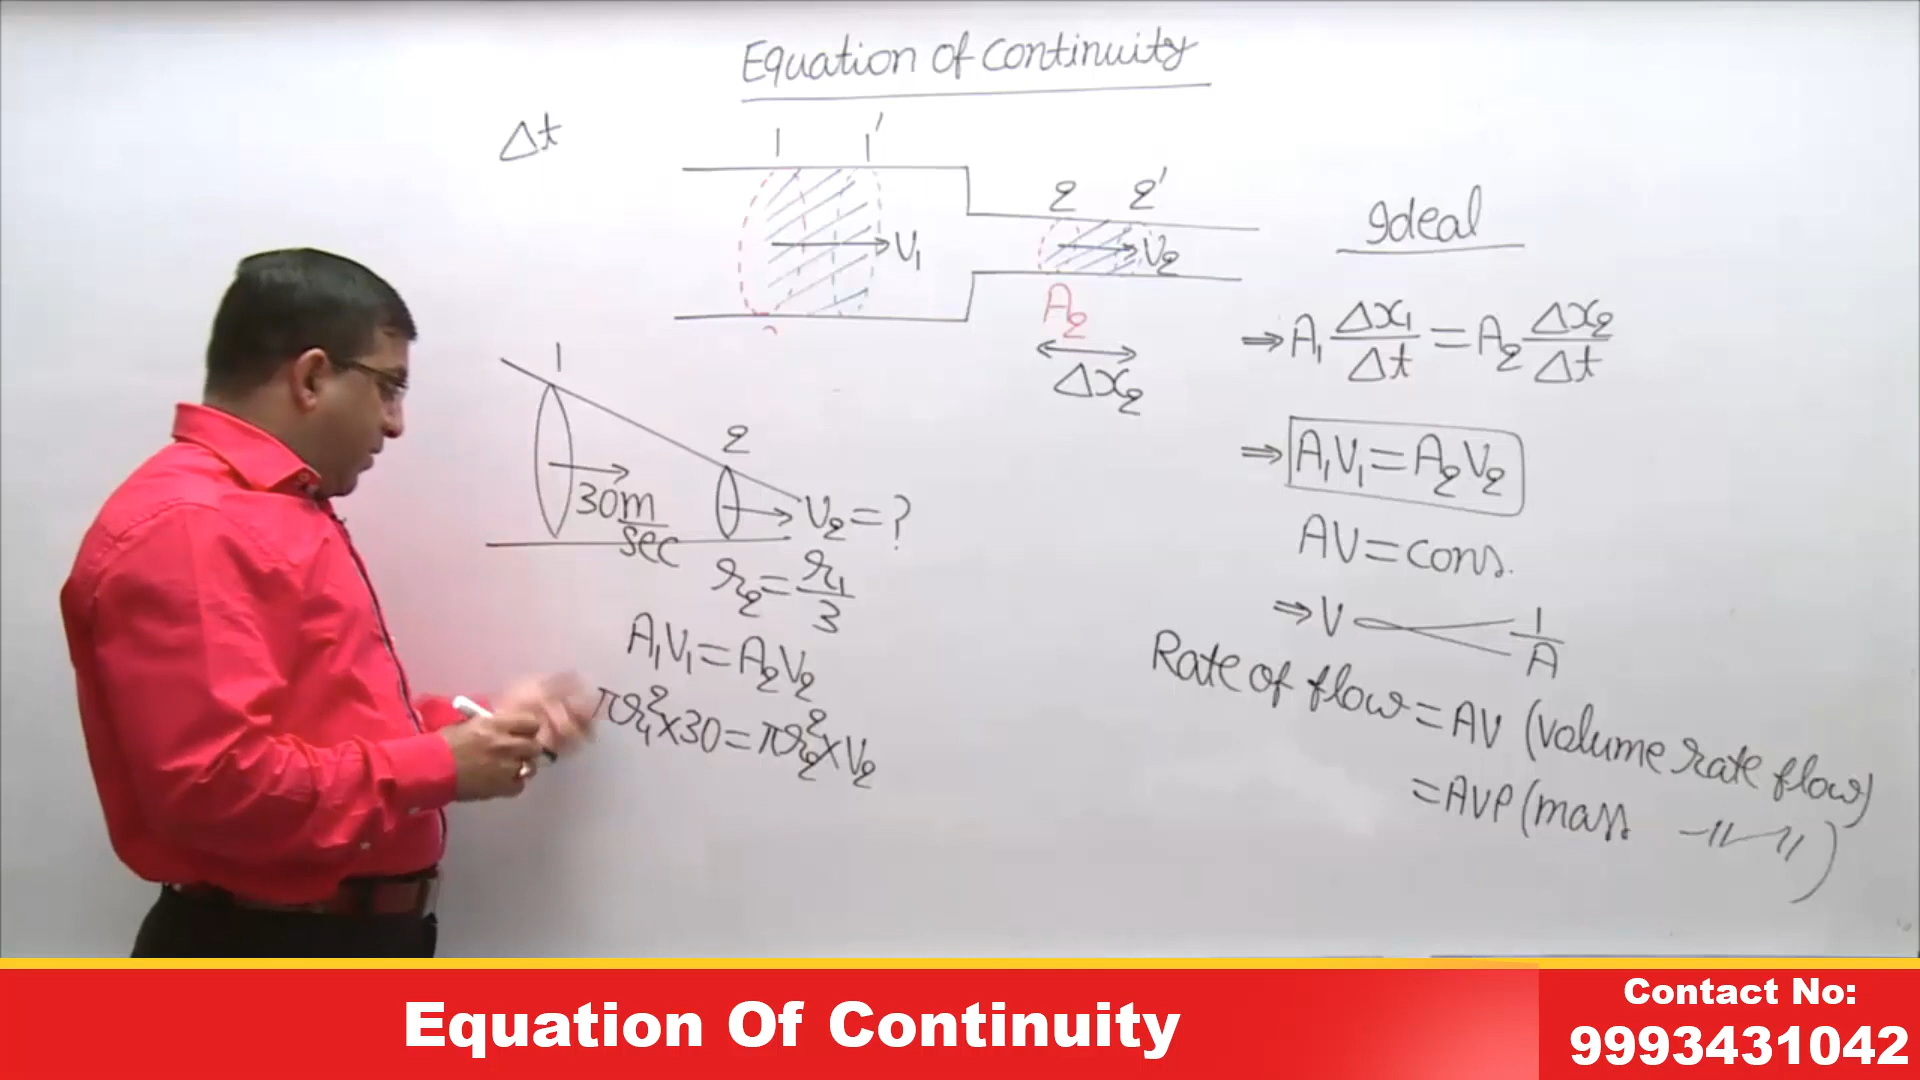 Equation of Continuity
Δt
1 1'
2 2'
V₁
V₂
A₂
Δx₂
Ideal
⇒ A₁ Δx₁/Δt = A₂ Δx₂/Δt
⇒ A₁V₁ = A₂V₂
AV = cons.
⇒ V ∝ 1/A
Rate of flow = AV (volume rate flow)
= AVρ (mass –〃–〃)
1
2
30 m/sec
V₂ = ?
r₂ = r₁/3
A₁V₁ = A₂V₂
πr₁² × 30 = πr₂² × V₂
Equation Of Continuity
Contact No:
9993431042